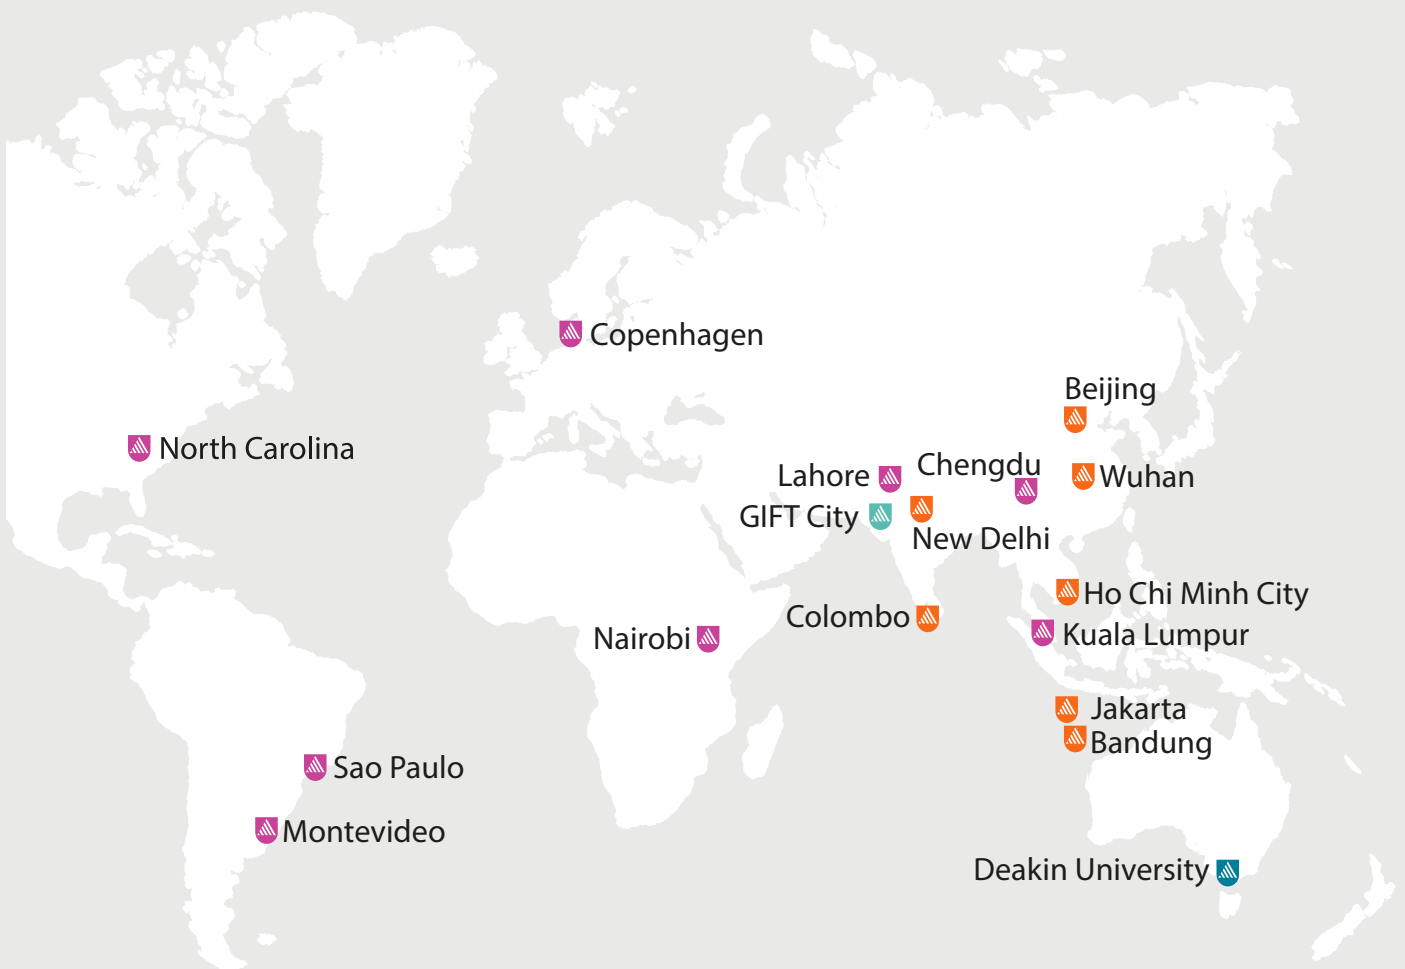 Copenhagen
Beijing
North Carolina
Lahore
Chengdu
Wuhan
GIFT City
New Delhi
Ho Chi Minh City
Colombo
Nairobi
Kuala Lumpur
Jakarta
Bandung
Sao Paulo
Montevideo
Deakin University